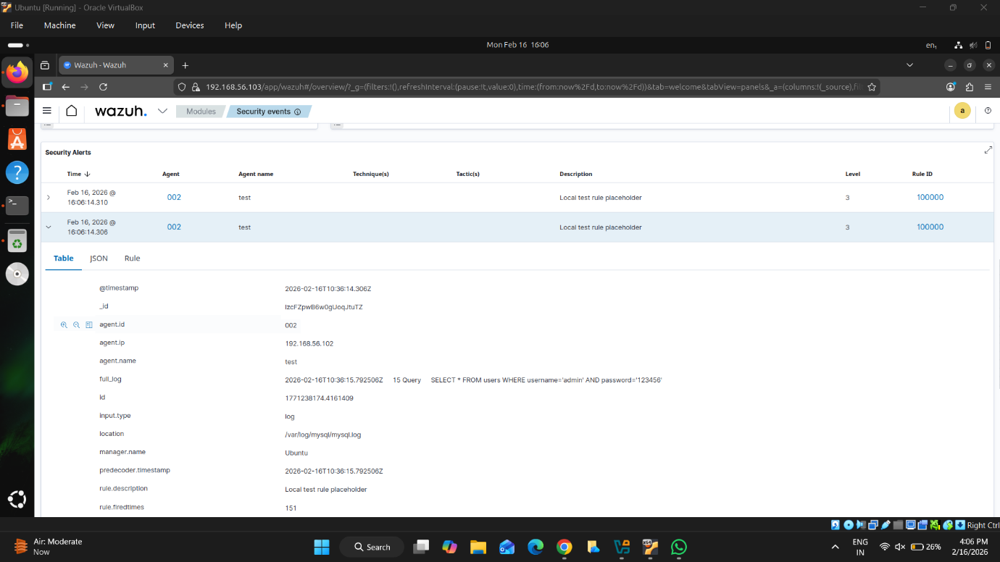 Ubuntu [Running] - Oracle VirtualBox
File Machine View Input Devices Help
Mon Feb 16 16:06
en1
Wazuh - Wazuh
192.168.56.103/app/wazuh#/overview/?_g=(filters:!(),refreshInterval:(pause:!t,value:0),time:(from:now%2Fd,to:now%2Fd))&tab=welcome&tabView=panels&_a=(columns:!(_source),fil
wazuh. Modules Security events a
Security Alerts
Time Agent Agent name Technique(s) Tactic(s) Description Level Rule ID
Feb 16, 2026 @
16:06:14.310 002 test Local test rule placeholder 3 100000
Feb 16, 2026 @
16:06:14.306 002 test Local test rule placeholder 3 100000
Table JSON Rule
@timestamp 2026-02-16T10:36:14.306Z
_id IzcFZpwB6w0gUoqJtuTZ
agent.id 002
agent.ip 192.168.56.102
agent.name test
full_log 2026-02-16T10:36:15.792506Z 15 Query SELECT * FROM users WHERE username='admin' AND password='123456'
id 1771238174.4161409
input.type log
location /var/log/mysql/mysql.log
manager.name Ubuntu
predecoder.timestamp 2026-02-16T10:36:15.792506Z
rule.description Local test rule placeholder
rule.firedtimes 151
Right Ctrl
Air: Moderate
Now
Search
ENG
IN
26%
4:06 PM
2/16/2026